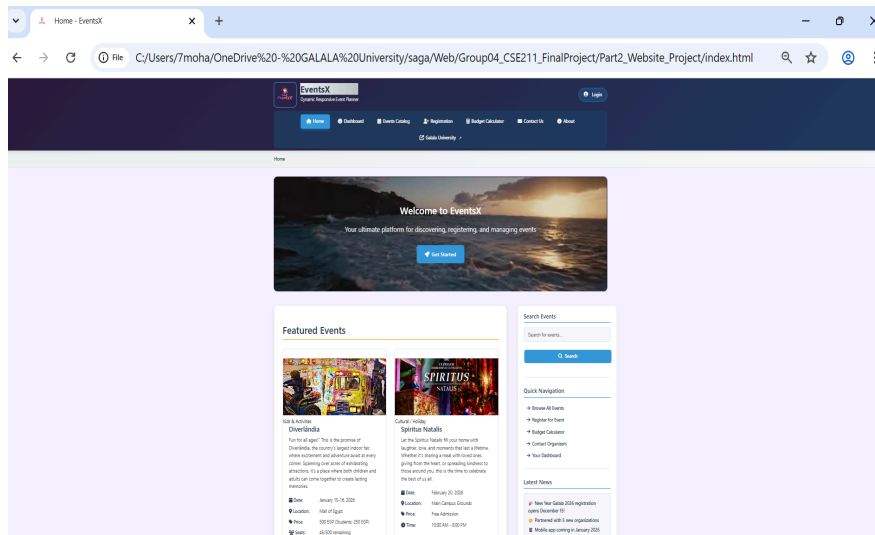 Home - EventsX
File C:/Users/7moha/OneDrive%20-%20GALALA%20University/saga/Web/Group04_CSE211_FinalProject/Part2_Website_Project/index.html
EventsX
Dynamic Responsive Event Planner
Login
Home Dashboard Events Catalog Registration Budget Calculator Contact Us About
Galala University
Home
Welcome to EventsX
Your ultimate platform for discovering, registering, and managing events
Get Started
Featured Events
SPIRITUS
NATALIS
Kids & Activities
Diverlândia
Fun for all ages!" This is the promise of
Diverlândia, the country's largest indoor fair,
where excitement and adventure await at every
corner. Spanning over acres of exhilarating
attractions, it's a place where both children and
adults can come together to create lasting
memories.
Date: January 15-18, 2026
Location: Mall of Egypt
Price: 500 EGP (Students: 250 EGP)
Seats: 45/500 remaining
Cultural / Holiday
Spiritus Natalis
Let the Spiritus Natalis fill your home with
laughter, love, and moments that last a lifetime.
Whether it's sharing a meal with loved ones,
giving from the heart, or spreading kindness to
those around you, this is the time to celebrate
the best of us all.
Date: February 20, 2026
Location: Main Campus Grounds
Price: Free Admission
Time: 10:00 AM - 8:00 PM
Search Events
Search for events...
Search
Quick Navigation
→ Browse All Events
→ Register for Event
→ Budget Calculator
→ Contact Organizers
→ Your Dashboard
Latest News
New Year Galala 2026 registration
opens December 15!
Partnered with 5 new organizations
Mobile app coming in January 2026